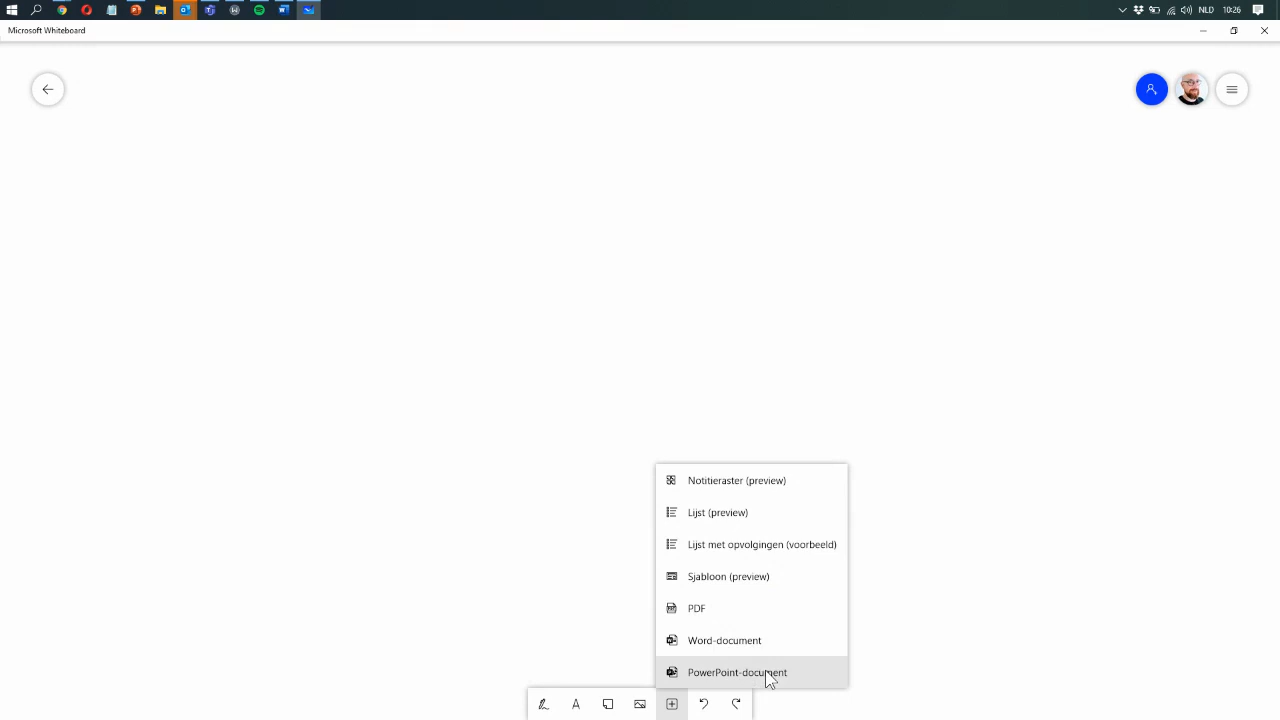 NLD 10:26
Microsoft Whiteboard
Notitieraster (preview)
Lijst (preview)
Lijst met opvolgingen (voorbeeld)
Sjabloon (preview)
PDF
Word-document
PowerPoint-document
A